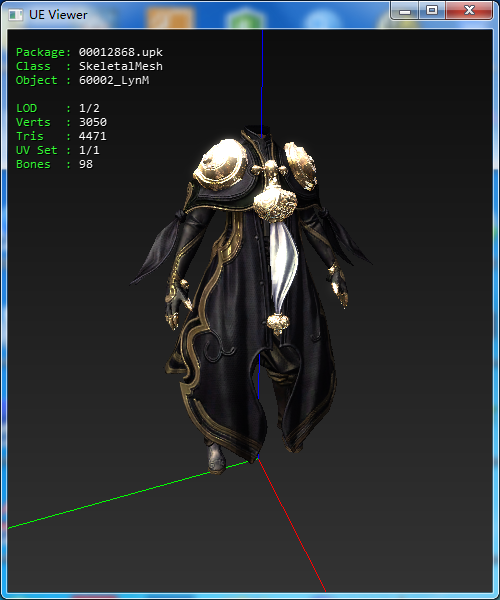 UE Viewer
Package: 00012868.upk
Class : SkeletalMesh
Object : 60002_LynM
LOD : 1/2
Verts : 3050
Tris : 4471
UV Set : 1/1
Bones : 98